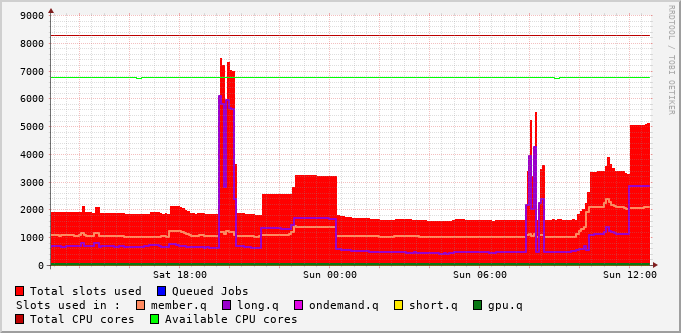 9000
8000
7000
6000
5000
4000
3000
2000
1000
0
Sat 18:00 Sun 00:00 Sun 06:00 Sun 12:00
RRDTOOL / TOBI OETIKER
Total slots used Queued Jobs
Slots used in : member.q long.q ondemand.q short.q gpu.q
Total CPU cores Available CPU cores